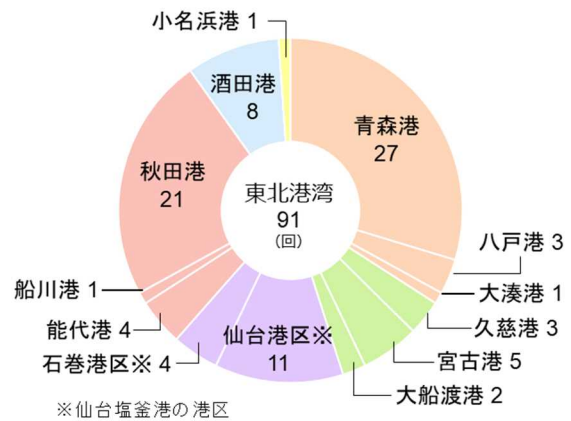 小名浜港 1
酒田港
8
青森港
27
秋田港
21
東北港湾
91
(回)
八戸港 3
大湊港 1
船川港 1
久慈港 3
能代港 4
仙台港区※
11
宮古港 5
石巻港区※ 4
大船渡港 2
※仙台塩釜港の港区